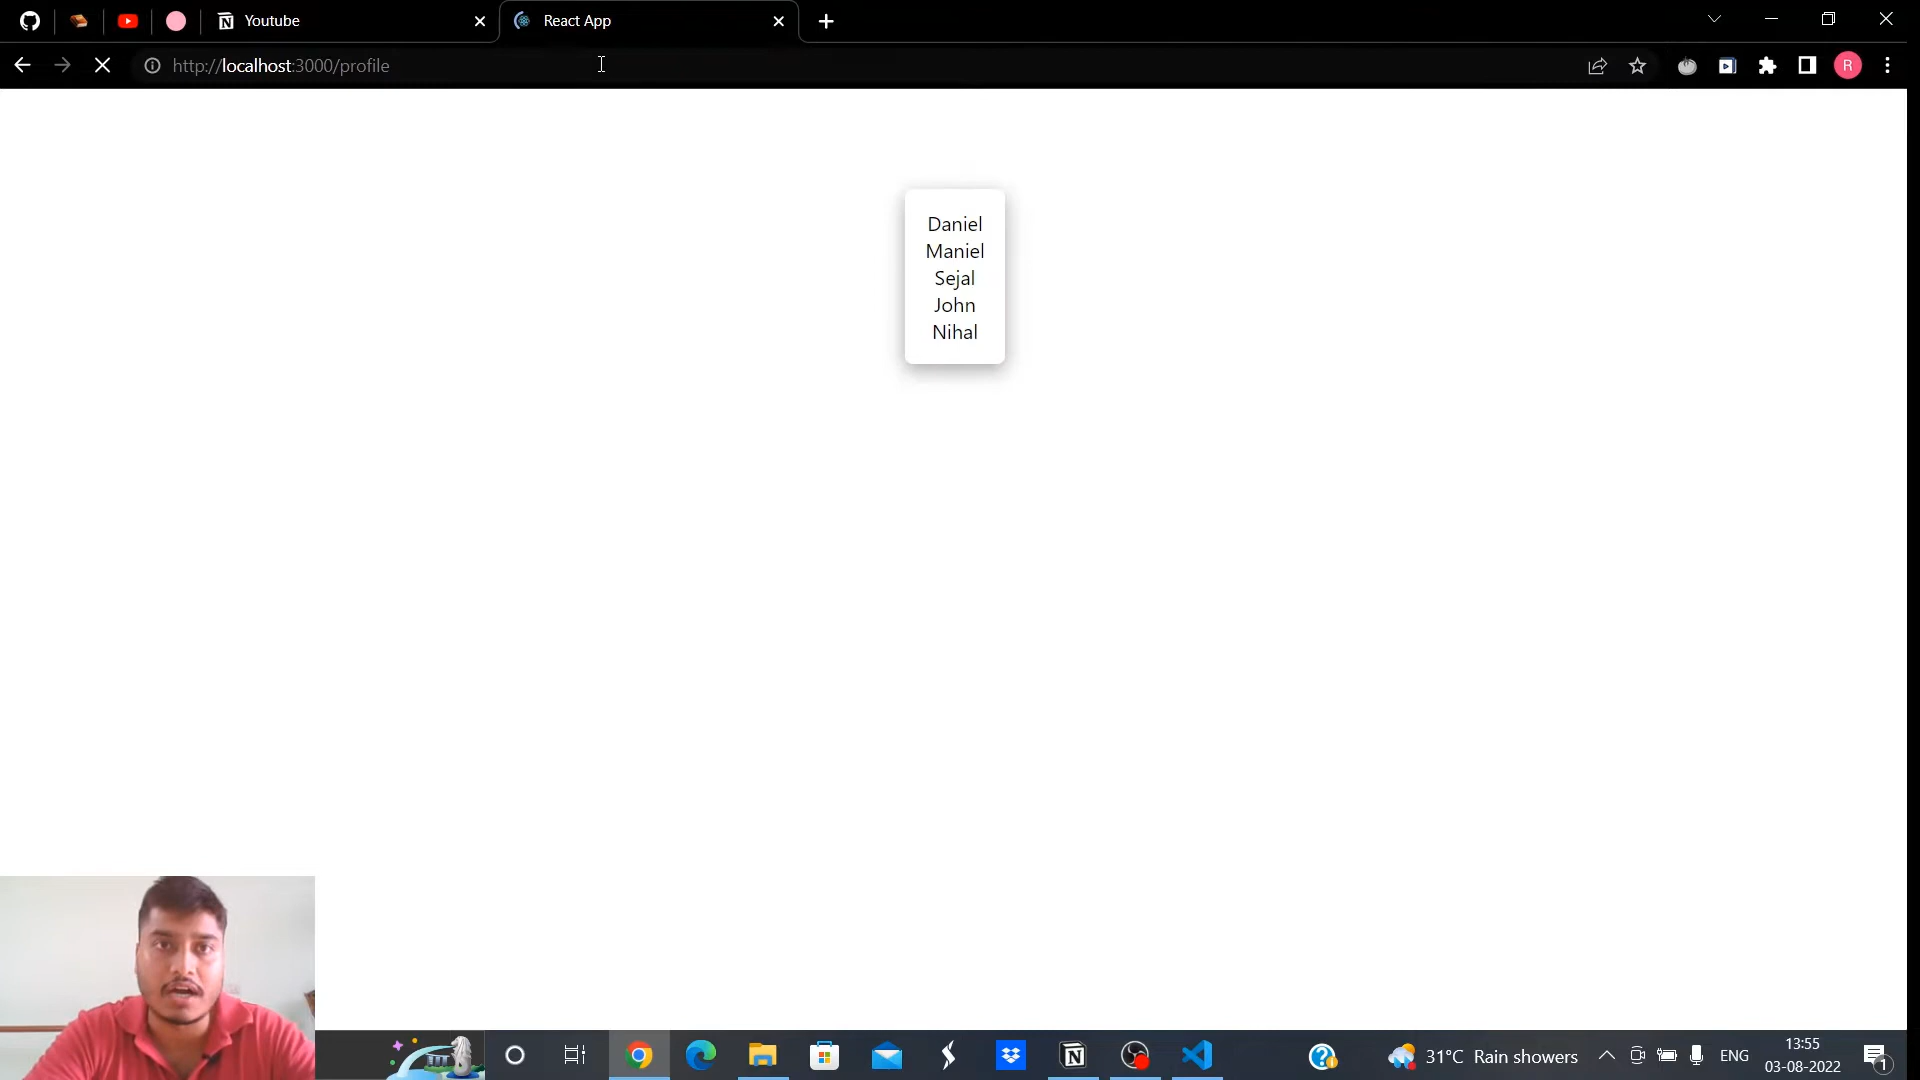 Youtube
React App
http://localhost:3000/profile
R
Daniel
Maniel
Sejal
John
Nihal
31°C Rain showers
ENG
13:55
03-08-2022
1